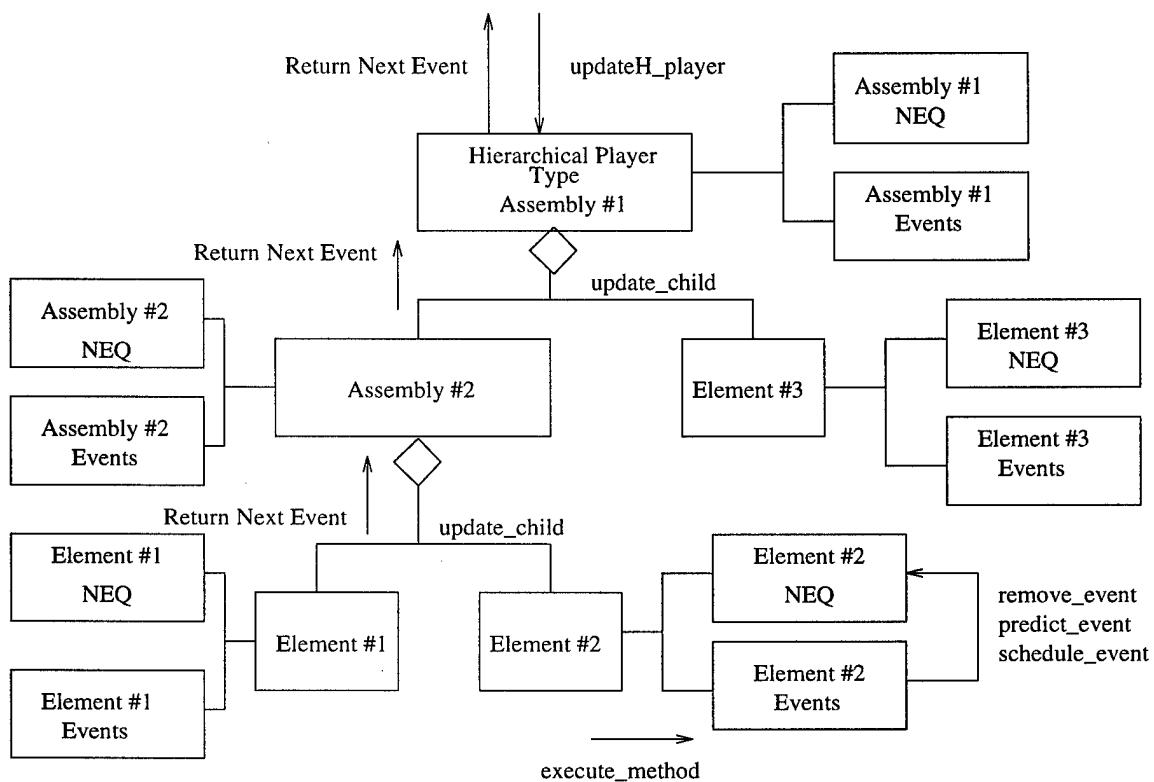 Return Next Event
updateH_player
Assembly #1
NEQ
Hierarchical Player
Type
Assembly #1
Assembly #1
Events
Return Next Event
update_child
Assembly #2
NEQ
Element #3
NEQ
Assembly #2
Element #3
Assembly #2
Events
Element #3
Events
Return Next Event
update_child
Element #1
NEQ
Element #2
NEQ
remove_event
predict_event
schedule_event
Element #1
Element #2
Element #1
Events
Element #2
Events
execute_method